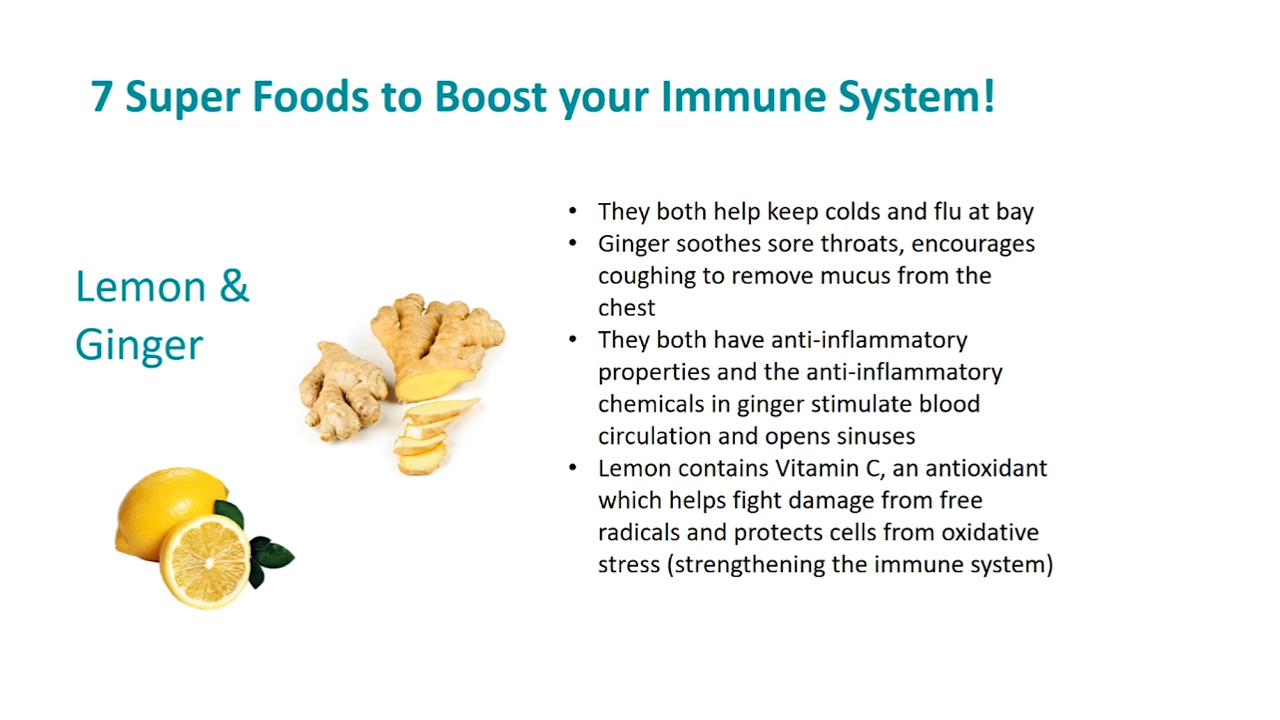 7 Super Foods to Boost your Immune System!
Lemon &
Ginger
• They both help keep colds and flu at bay
• Ginger soothes sore throats, encourages
coughing to remove mucus from the
chest
• They both have anti-inflammatory
properties and the anti-inflammatory
chemicals in ginger stimulate blood
circulation and opens sinuses
• Lemon contains Vitamin C, an antioxidant
which helps fight damage from free
radicals and protects cells from oxidative
stress (strengthening the immune system)